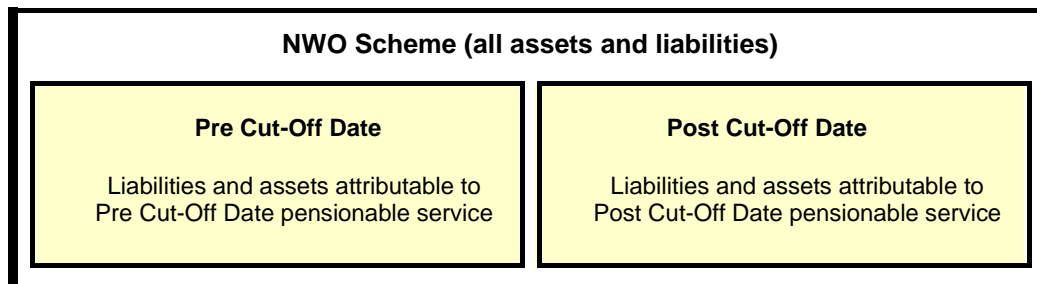 NWO Scheme (all assets and liabilities)
Pre Cut-Off Date
Liabilities and assets attributable to
Pre Cut-Off Date pensionable service
Post Cut-Off Date
Liabilities and assets attributable to
Post Cut-Off Date pensionable service